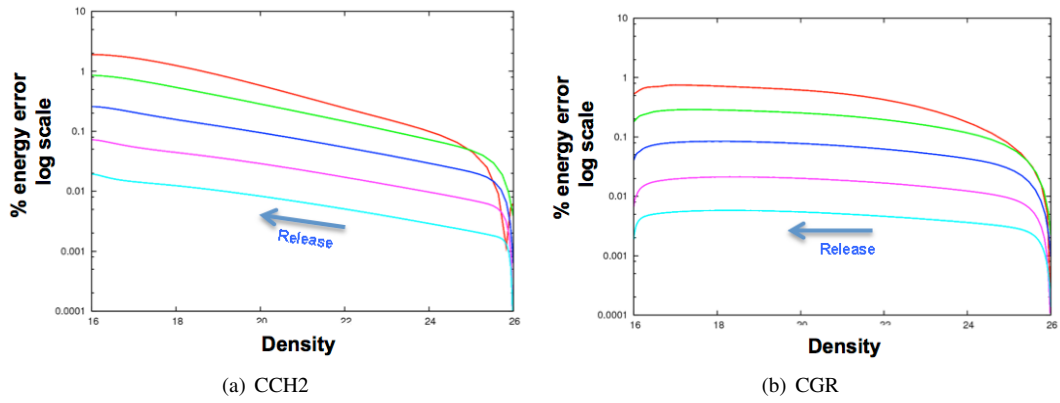 10
1
0.1
0.01
0.001
0.0001
% energy error
log scale
16
18
20
22
24
26
Density
Release
(a) CCH2
10
1
0.1
0.01
0.001
0.0001
% energy error
log scale
16
18
20
22
24
26
Density
Release
(b) CGR